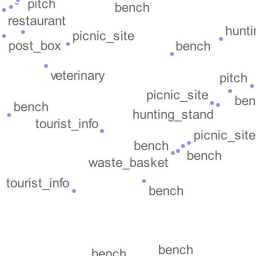 pitch
bench
restaurant
picnic_site
huntin
post_box
bench
veterinary
pitch
picnic_site
ben
bench
hunting_stand
tourist_info
picnic_site
bench
bench
waste_basket
tourist_info
bench
bench
bench